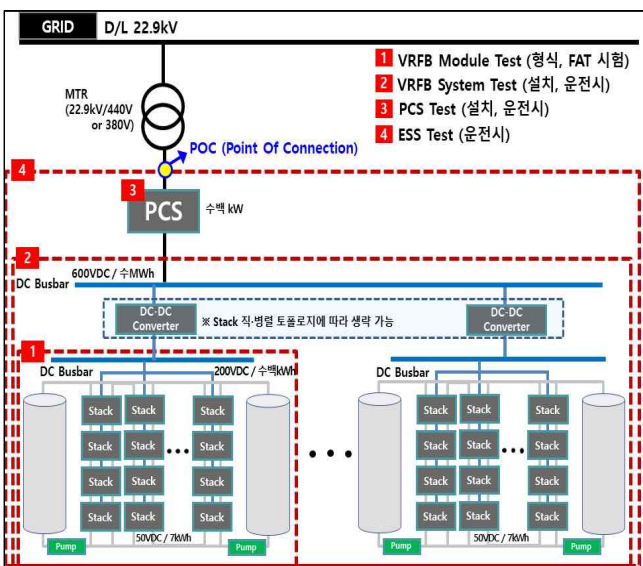 GRID D/L 22.9kV
1 VRFB Module Test (형식, FAT 시험)
2 VRFB System Test (설치, 운전시)
3 PCS Test (설치, 운전시)
4 ESS Test (운전시)
MTR
(22.9kV/440V
or 380V)
POC (Point Of Connection)
4
3
PCS 수백 kW
2
600VDC / 수MWh
DC Busbar
DC-DC
Converter
※ Stack 직·병렬 토폴로지에 따라 생략 가능
DC-DC
Converter
1
DC Busbar 200VDC / 수백kWh
DC Busbar
Stack Stack Stack Stack Stack Stack
Stack Stack Stack Stack Stack Stack
Stack Stack Stack Stack Stack Stack
Stack Stack Stack Stack Stack Stack
50VDC / 7kWh 50VDC / 7kWh
Pump Pump Pump Pump